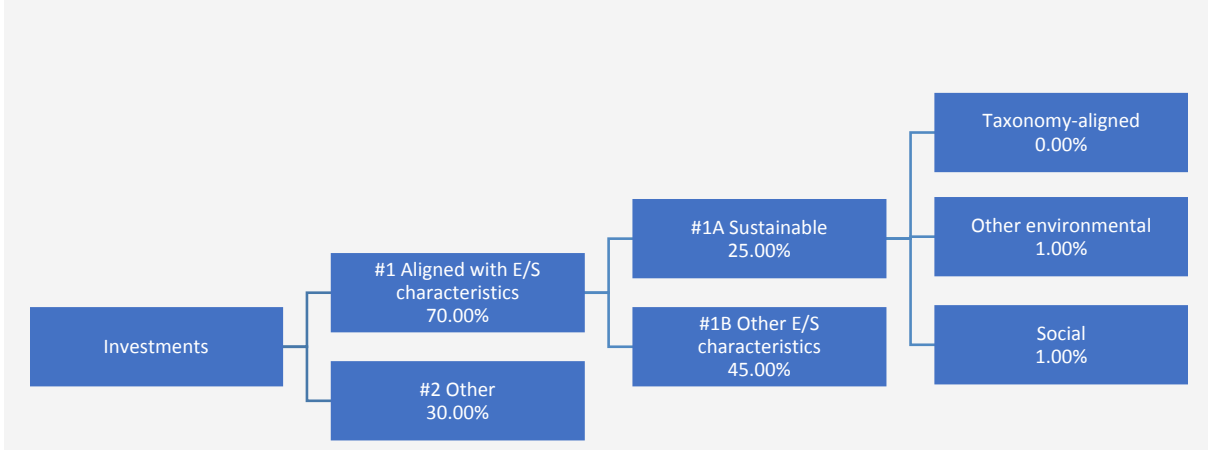 Investments
#1 Aligned with E/S
characteristics
70.00%
#2 Other
30.00%
#1A Sustainable
25.00%
#1B Other E/S
characteristics
45.00%
Taxonomy-aligned
0.00%
Other environmental
1.00%
Social
1.00%